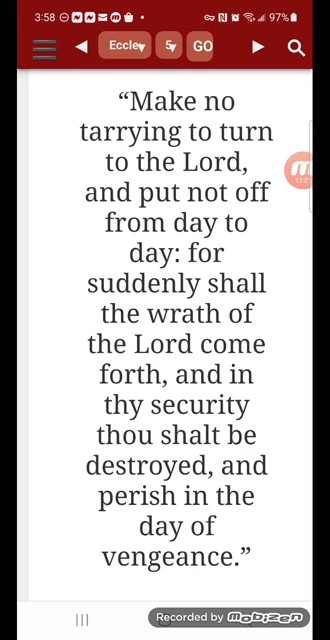 3:58
97%
Eccle
5
GO
“Make no
tarrying to turn
to the Lord,
and put not off
from day to
day: for
suddenly shall
the wrath of
the Lord come
forth, and in
thy security
thou shalt be
destroyed, and
perish in the
day of
vengeance.”
Recorded by mobizen